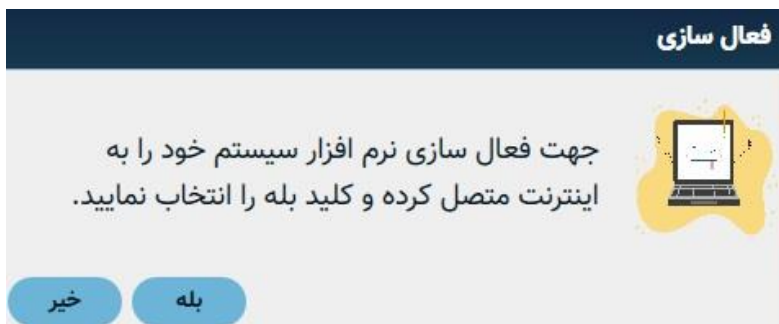 فعال سازی
جهت فعال سازی نرم افزار سیستم خود را به
اینترنت متصل کرده و کلید بله را انتخاب نمایید.
بله
خیر